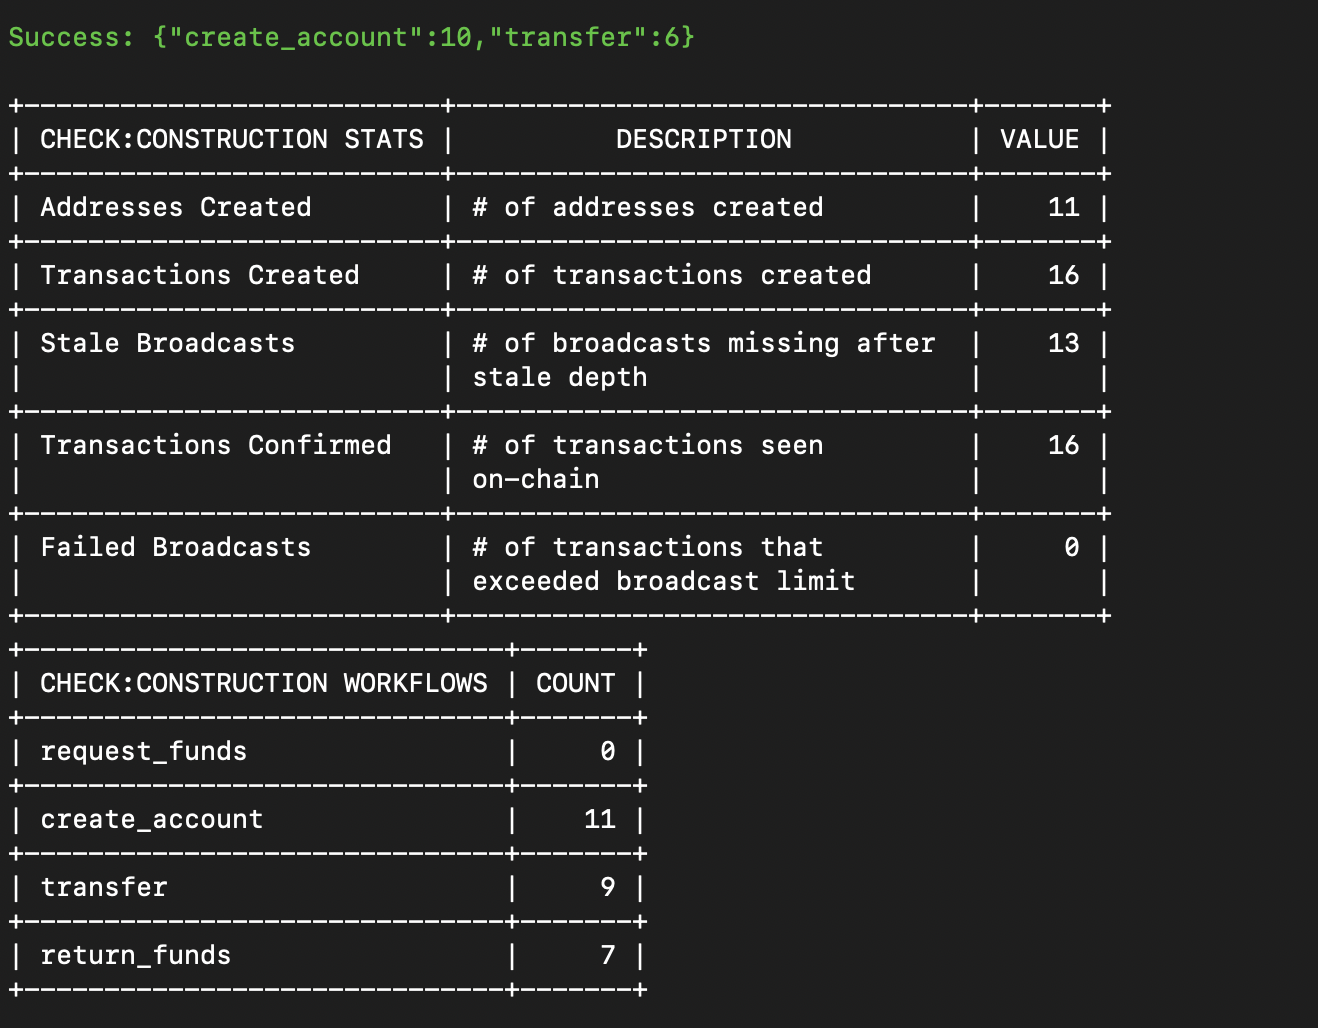 Success: {"create_account":10,"transfer":6}
CHECK:CONSTRUCTION STATS | DESCRIPTION | VALUE
Addresses Created | # of addresses created | 11
Transactions Created | # of transactions created | 16
Stale Broadcasts | # of broadcasts missing after | 13
stale depth
Transactions Confirmed | # of transactions seen | 16
on-chain
Failed Broadcasts | # of transactions that | 0
exceeded broadcast limit
CHECK:CONSTRUCTION WORKFLOWS | COUNT
request_funds | 0
create_account | 11
transfer | 9
return_funds | 7